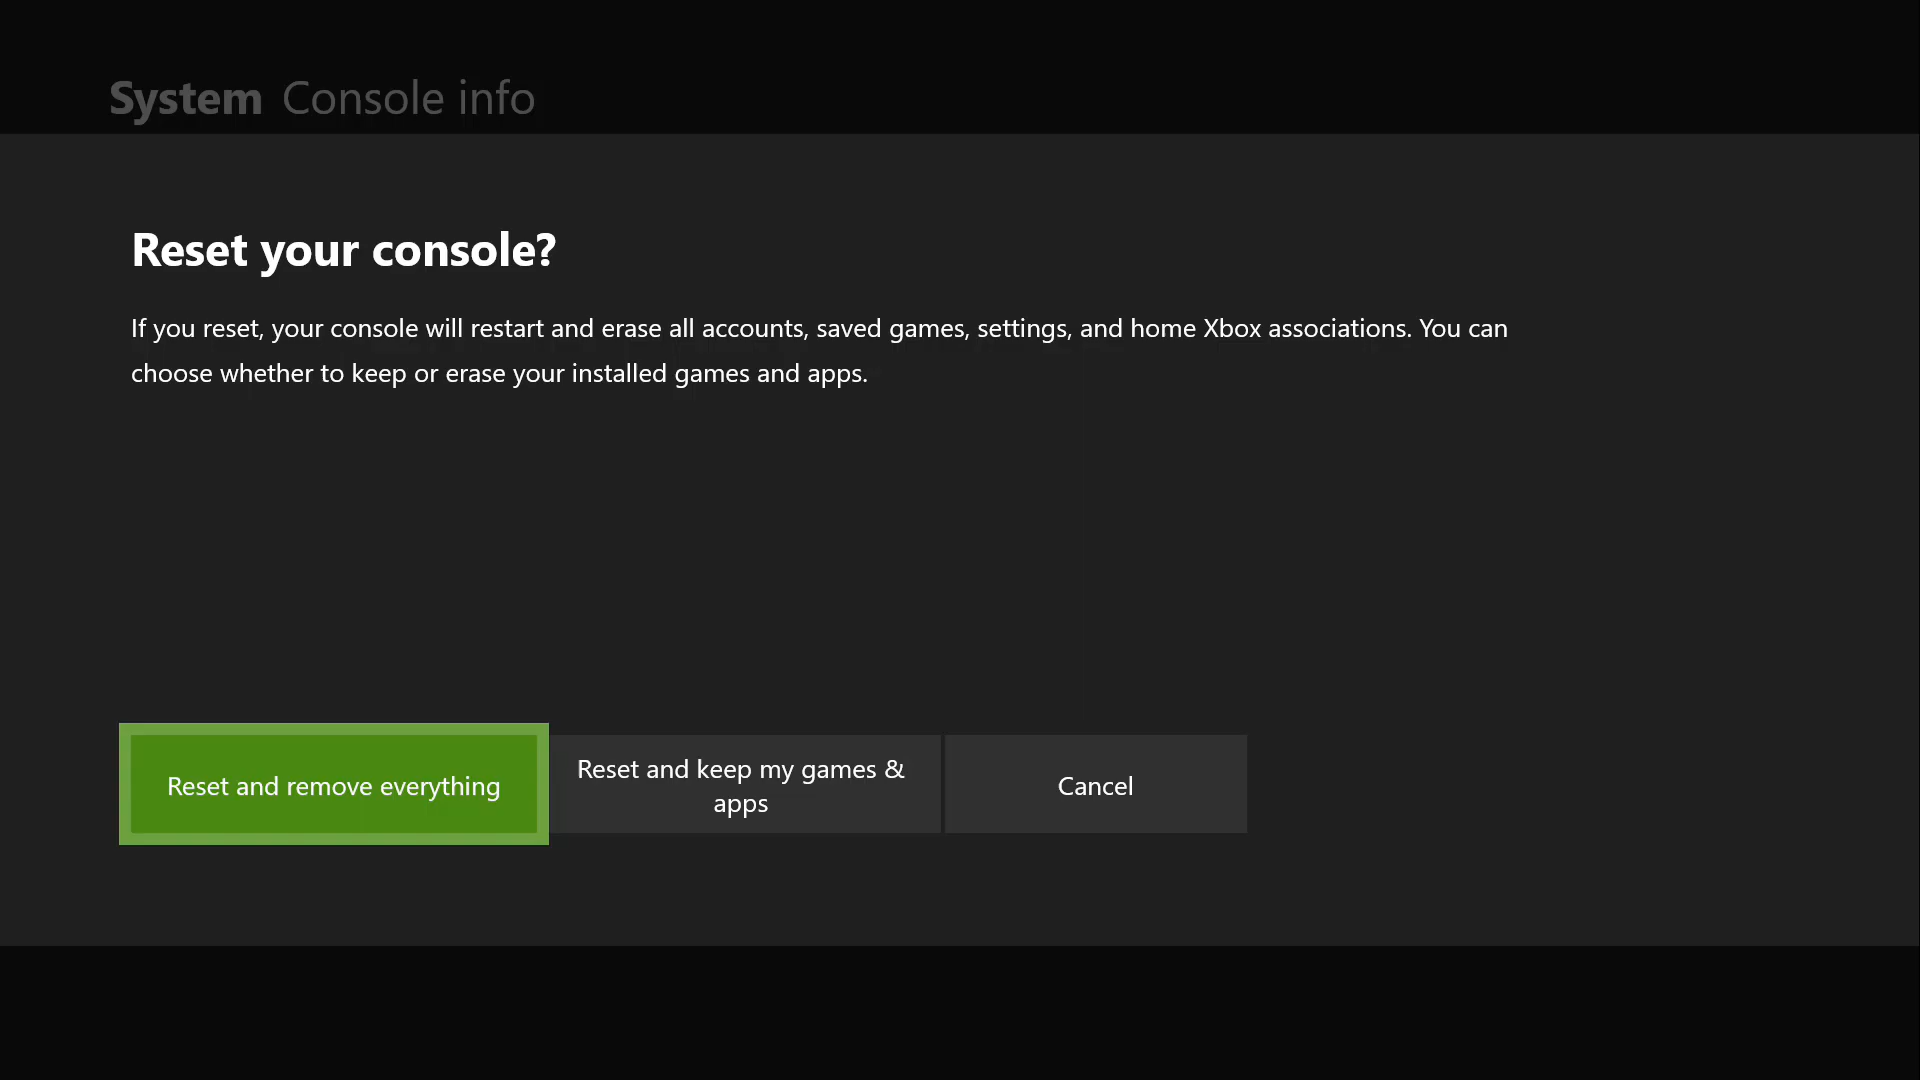 System Console info
Reset your console?
If you reset, your console will restart and erase all accounts, saved games, settings, and home Xbox associations. You can
choose whether to keep or erase your installed games and apps.
Reset and remove everything
Reset and keep my games &
apps
Cancel